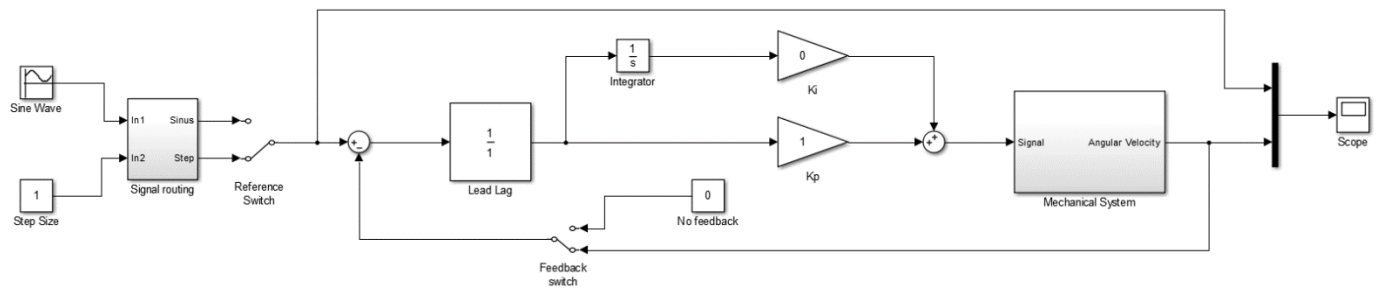 Sine Wave
1
Step Size
In1
In2
Sinus
Step
Signal routing
Reference
Switch
+
−
1
1
Lead Lag
1
s
Integrator
0
Ki
1
Kp
0
No feedback
Feedback
switch
+
+
Signal
Angular Velocity
Mechanical System
Scope